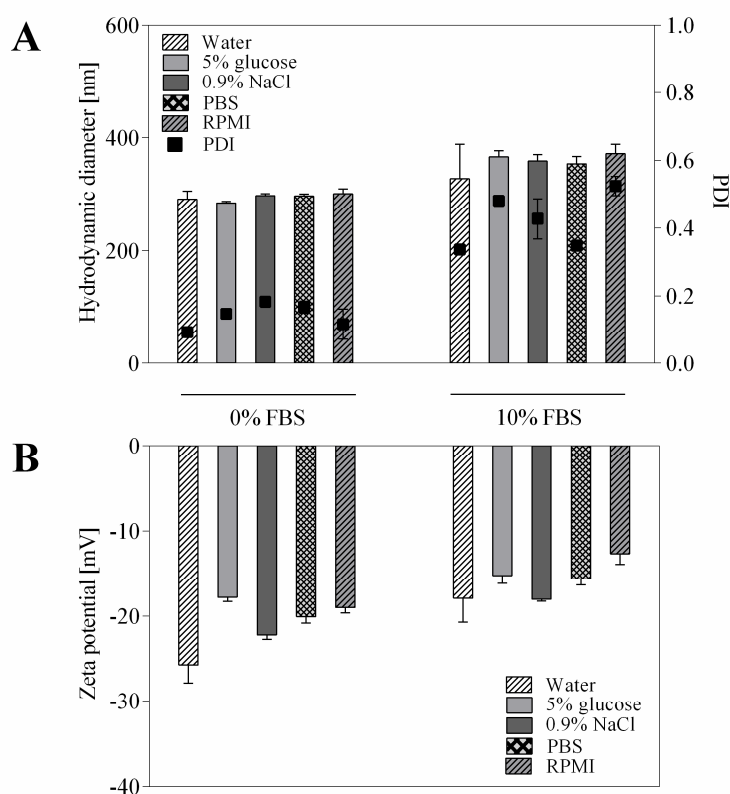 A
Hydrodynamic diameter [nm]
600
400
200
0
Water
5% glucose
0.9% NaCl
PBS
RPMI
PDI
1.0
0.8
0.6
0.4
0.2
0.0
PDI
0% FBS
10% FBS
B
Zeta potential [mV]
0
-10
-20
-30
-40
Water
5% glucose
0.9% NaCl
PBS
RPMI